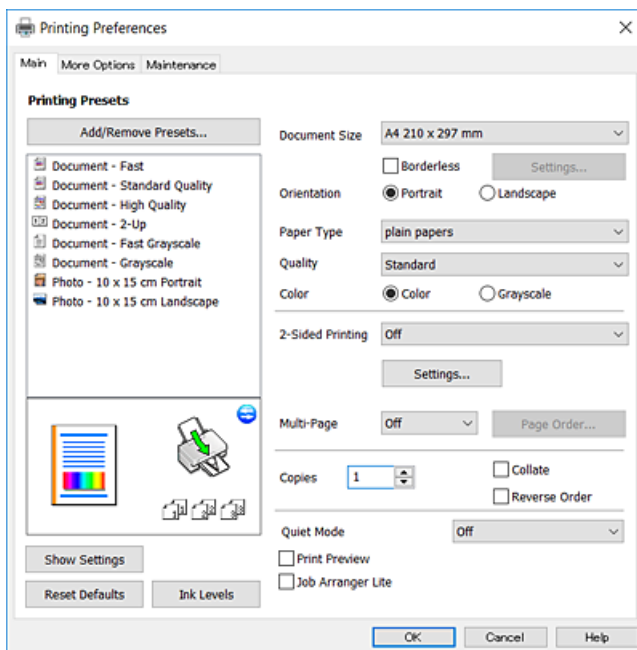 Printing Preferences
Main More Options Maintenance
Printing Presets
Add/Remove Presets...
Document - Fast
Document - Standard Quality
Document - High Quality
Document - 2-Up
Document - Fast Grayscale
Document - Grayscale
Photo - 10 x 15 cm Portrait
Photo - 10 x 15 cm Landscape
Show Settings
Reset Defaults Ink Levels
Document Size A4 210 x 297 mm
Borderless Settings...
Orientation Portrait Landscape
Paper Type plain papers
Quality Standard
Color Color Grayscale
2-Sided Printing Off
Settings...
Multi-Page Off Page Order...
Copies 1 Collate
Reverse Order
Quiet Mode Off
Print Preview
Job Arranger Lite
OK Cancel Help